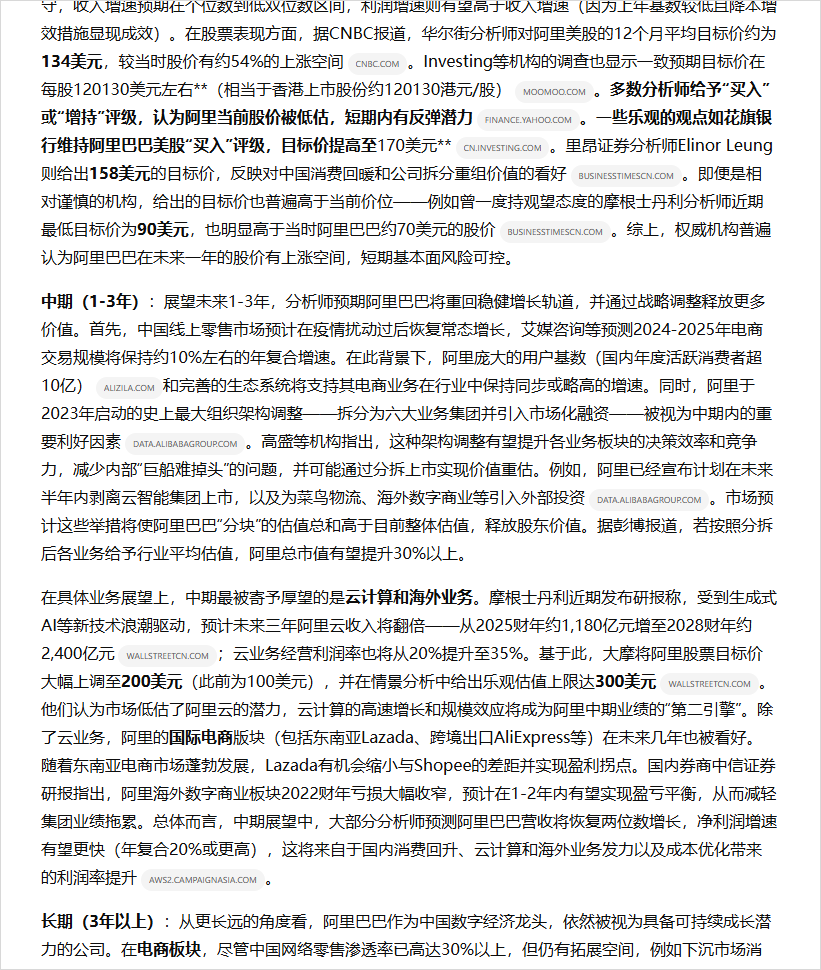 守，收入增速预期在个位数到低双位数区间，利润增速则有望高于收入增速（因为上年基数较低且降本增
效措施显现成效）。在股票表现方面，据CNBC报道，华尔街分析师对阿里美股的12个月平均目标价约为
134美元，较当时股价有约54%的上涨空间 CNBC.COM 。Investing等机构的调查也显示一致预期目标价在
每股120130美元左右**（相当于香港上市股份约120130港元/股） MOOMOO.COM 。多数分析师给予“买入”
或“增持”评级，认为阿里当前股价被低估，短期内有反弹潜力 FINANCE.YAHOO.COM 。一些乐观的观点如花旗银
行维持阿里巴巴美股“买入”评级，目标价提高至170美元** CN.INVESTING.COM 。里昂证券分析师Elinor Leung
则给出158美元的目标价，反映对中国消费回暖和公司拆分重组价值的看好 BUSINESSTIMESCN.COM 。即便是相
对谨慎的机构，给出的目标价也普遍高于当前价位——例如曾一度持观望态度的摩根士丹利分析师近期
最低目标价为90美元，也明显高于当时阿里巴巴约70美元的股价 BUSINESSTIMESCN.COM 。综上，权威机构普遍
认为阿里巴巴在未来一年的股价有上涨空间，短期基本面风险可控。
中期（1-3年）：展望未来1-3年，分析师预期阿里巴巴将重回稳健增长轨道，并通过战略调整释放更多
价值。首先，中国线上零售市场预计在疫情扰动过后恢复常态增长，艾媒咨询等预测2024-2025年电商
交易规模将保持约10%左右的年复合增速。在此背景下，阿里庞大的用户基数（国内年度活跃消费者超
10亿） ALIZILA.COM 和完善的生态系统将支持其电商业务在行业中保持同步或略高的增速。同时，阿里于
2023年启动的史上最大组织架构调整——拆分为六大业务集团并引入市场化融资——被视为中期内的重
要利好因素 DATA.ALIBABAGROUP.COM 。高盛等机构指出，这种架构调整有望提升各业务板块的决策效率和竞争
力，减少内部“巨船难掉头”的问题，并可能通过分拆上市实现价值重估。例如，阿里已经宣布计划在未来
半年内剥离云智能集团上市，以及为菜鸟物流、海外数字商业等引入外部投资 DATA.ALIBABAGROUP.COM 。市场预
计这些举措将使阿里巴巴“分块”的估值总和高于目前整体估值，释放股东价值。据彭博报道，若按照分拆
后各业务给予行业平均估值，阿里总市值有望提升30%以上。
在具体业务展望上，中期最被寄予厚望的是云计算和海外业务。摩根士丹利近期发布研报称，受到生成式
AI等新技术浪潮驱动，预计未来三年阿里云收入将翻倍——从2025财年约1,180亿元增至2028财年约
2,400亿元 WALLSTREETCN.COM ；云业务经营利润率也将从20%提升至35%。基于此，大摩将阿里股票目标价
大幅上调至200美元（此前为100美元），并在情景分析中给出乐观估值上限达300美元 WALLSTREETCN.COM 。
他们认为市场低估了阿里云的潜力，云计算的高速增长和规模效应将成为阿里中期业绩的“第二引擎”。除
了云业务，阿里的国际电商版块（包括东南亚Lazada、跨境出口AliExpress等）在未来几年也被看好。
随着东南亚电商市场蓬勃发展，Lazada有机会缩小与Shopee的差距并实现盈利拐点。国内券商中信证券
研报指出，阿里海外数字商业板块2022财年亏损大幅收窄，预计在1-2年内有望实现盈亏平衡，从而减轻
集团业绩拖累。总体而言，中期展望中，大部分分析师预测阿里巴巴营收将恢复两位数增长，净利润增速
有望更快（年复合20%或更高），这将来自于国内消费回升、云计算和海外业务发力以及成本优化带来
的利润率提升 AWS2.CAMPAIGNASIA.COM 。
长期（3年以上）：从更长远的角度看，阿里巴巴作为中国数字经济龙头，依然被视为具备可持续成长潜
力的公司。在电商板块，尽管中国网络零售渗透率已高达30%以上，但仍有拓展空间，例如下沉市场消